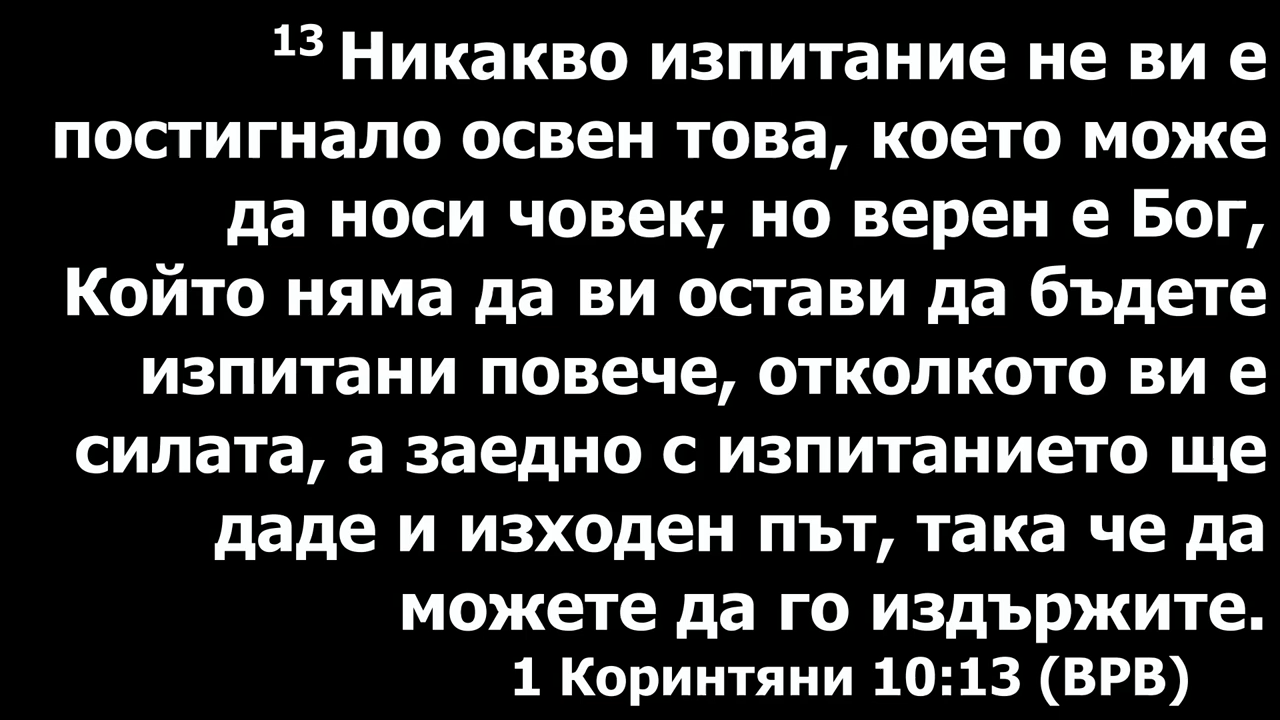 13 Никакво изпитание не ви е
постигнало освен това, което може
да носи човек; но верен е Бог,
Който няма да ви остави да бъдете
изпитани повече, отколкото ви е
силата, а заедно с изпитанието ще
даде и изходен път, така че да
можете да го издържите.
1 Коринтяни 10:13 (ВРВ)